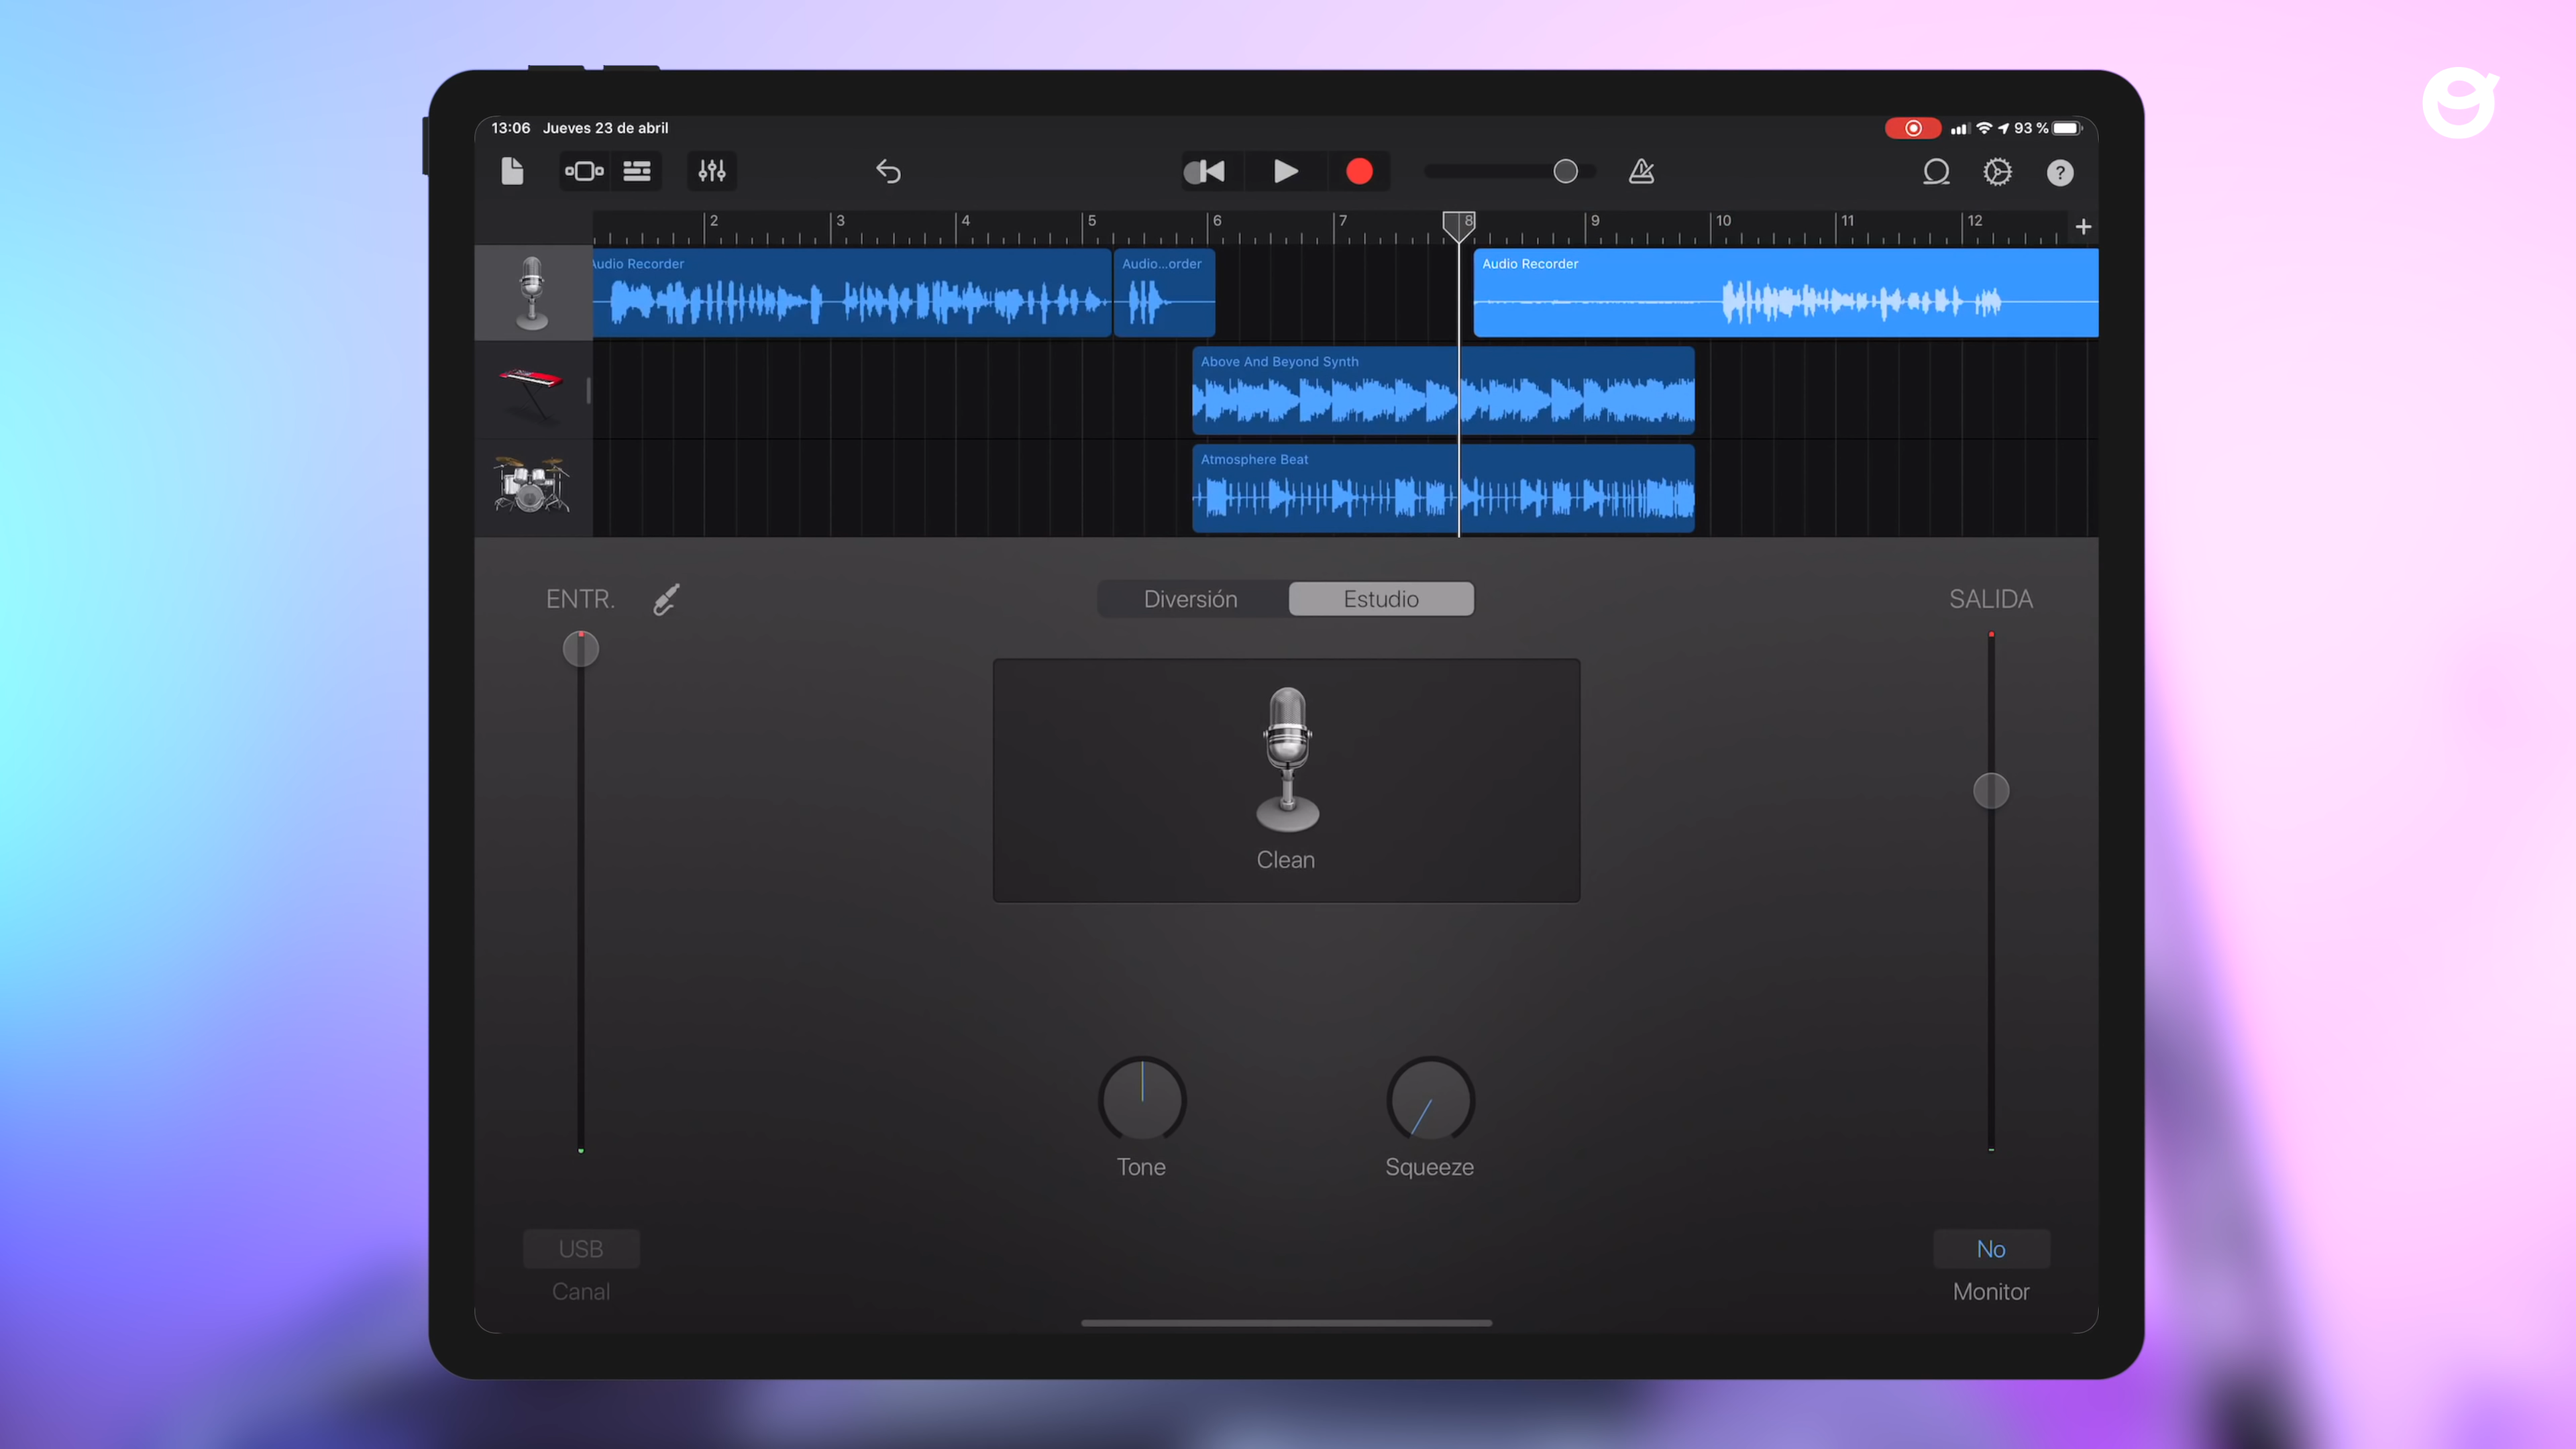 13:06 Jueves 23 de abril
93 %
2 3 4 5 6 7 8 9 10 11 12
Audio Recorder
Audio...order
Audio Recorder
Above And Beyond Synth
Atmosphere Beat
ENTR.
Diversión
Estudio
SALIDA
Clean
Tone
Squeeze
USB
Canal
No
Monitor